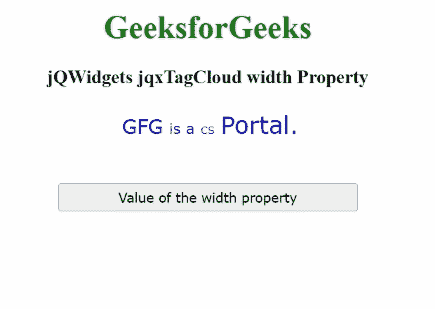 GeeksforGeeks
jQWidgets jqxTagCloud width Property
GFG is a cs Portal.
Value of the width property